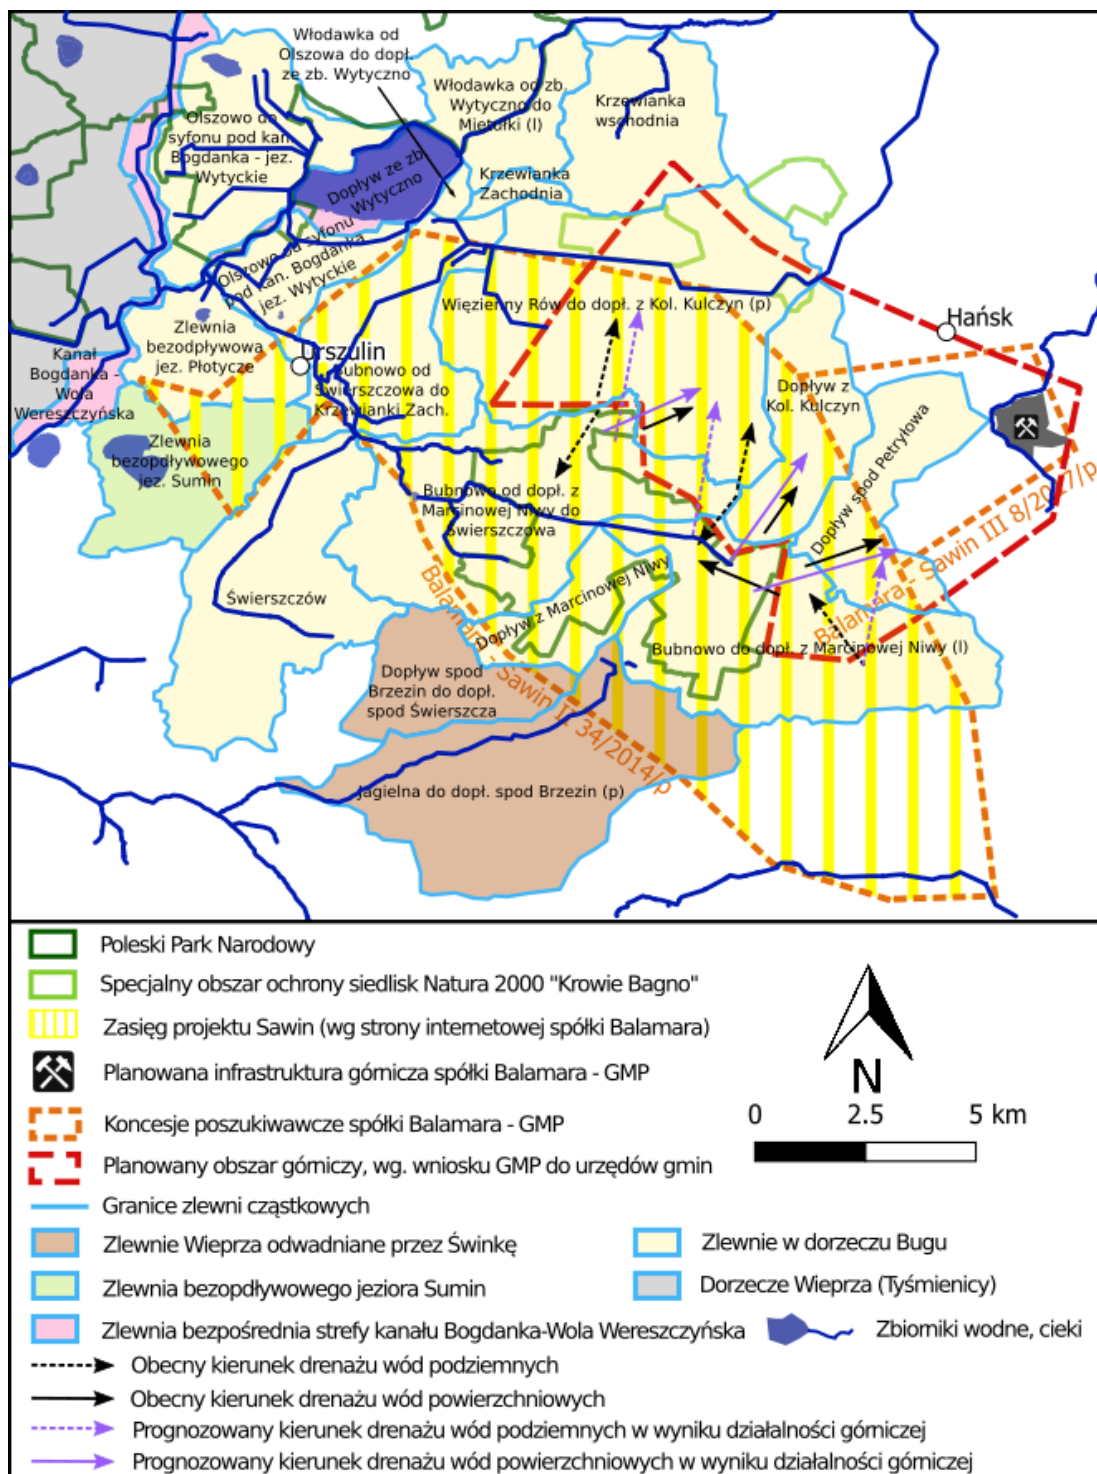 Włodawka od
Olszowa do dopł.
ze zb. Wytyczno
Włodawka od zb.
Wytyczno do
Mietułki (l)
Krzewianka
wschodnia
Olszowo do
syfonu pod kan.
Bogdanka - jez.
Wytyckie
Dopływ ze zb.
Wytyczno
Krzewianka
Zachodnia
Olszowo od syfonu
pod kan. Bogdanka
jez. Wytyckie
Więzienny Rów do dopł. z Kol. Kulczyn (p)
Hańsk
Zlewnia
bezodpływowa
jez. Płotycze
Urszulin
Kanał
Bogdanka -
Wola
Wereszczyńska
Bubnowo od
Świerszczowa do
Krzewianki Zach.
Dopływ z
Kol. Kulczyn
Zlewnia
bezopdływowego
jez. Sumin
Dopływ spod Petryłowa
Bubnowo od dopł. z
Marcinowej Niwy do
Świerszczowa
Balamara - Sawin III 8/2017/p
Świerszczów
Dopływ z Marcinowej Niwy
Bubnowo do dopł. z Marcinowej Niwy (l)
Balamara - Sawin II 34/2014/p
Dopływ spod
Brzezin do dopł.
spod Świerszcza
Jagielna do dopł. spod Brzezin (p)
Poleski Park Narodowy
Specjalny obszar ochrony siedlisk Natura 2000 "Krowie Bagno"
Zasięg projektu Sawin (wg strony internetowej spółki Balamara)
Planowana infrastruktura górnicza spółki Balamara - GMP
Koncesje poszukiwawcze spółki Balamara - GMP
Planowany obszar górniczy, wg. wniosku GMP do urzędów gmin
Granice zlewni cząstkowych
N
0 2.5 5 km
Zlewnie Wieprza odwadniane przez Świnkę
Zlewnie w dorzeczu Bugu
Zlewnia bezopdływowego jeziora Sumin
Dorzecze Wieprza (Tyśmienicy)
Zlewnia bezpośrednia strefy kanału Bogdanka-Wola Wereszczyńska
Zbiorniki wodne, cieki
Obecny kierunek drenażu wód podziemnych
Obecny kierunek drenażu wód powierzchniowych
Prognozowany kierunek drenażu wód podziemnych w wyniku działalności górniczej
Prognozowany kierunek drenażu wód powierzchniowych w wyniku działalności górniczej